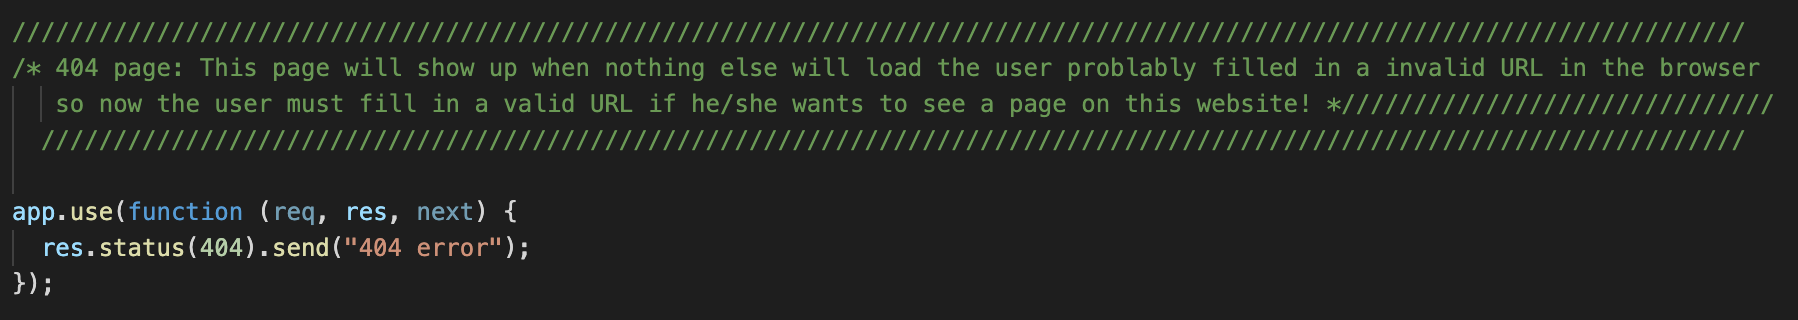 ////////////////////////////////////////////////////////////////////////////////////////////////////////////////////////
/* 404 page: This page will show up when nothing else will load the user problably filled in a invalid URL in the browser
so now the user must fill in a valid URL if he/she wants to see a page on this website! *//////////////////////////////
//////////////////////////////////////////////////////////////////////////////////////////////////////////////////////
app.use(function (req, res, next) {
res.status(404).send("404 error");
});